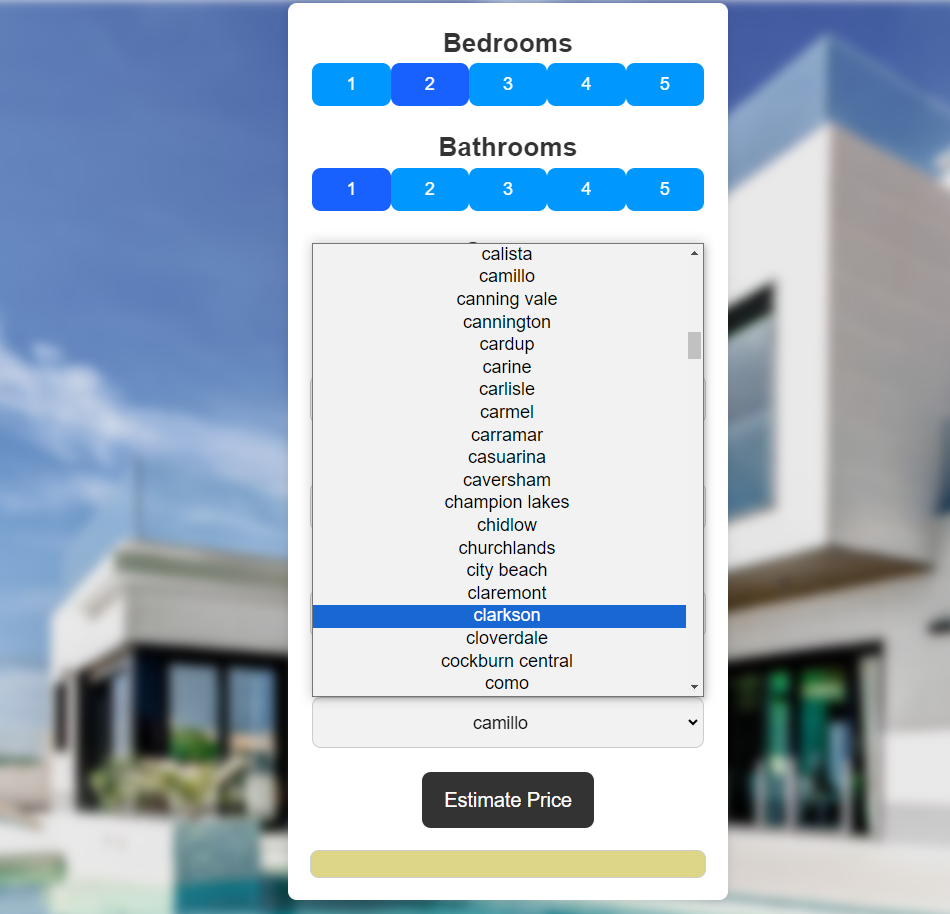 Bedrooms
1 2 3 4 5
Bathrooms
1 2 3 4 5
calista
camillo
canning vale
cannington
cardup
carine
carlisle
carmel
carramar
casuarina
caversham
champion lakes
chidlow
churchlands
city beach
claremont
clarkson
cloverdale
cockburn central
como
camillo
Estimate Price